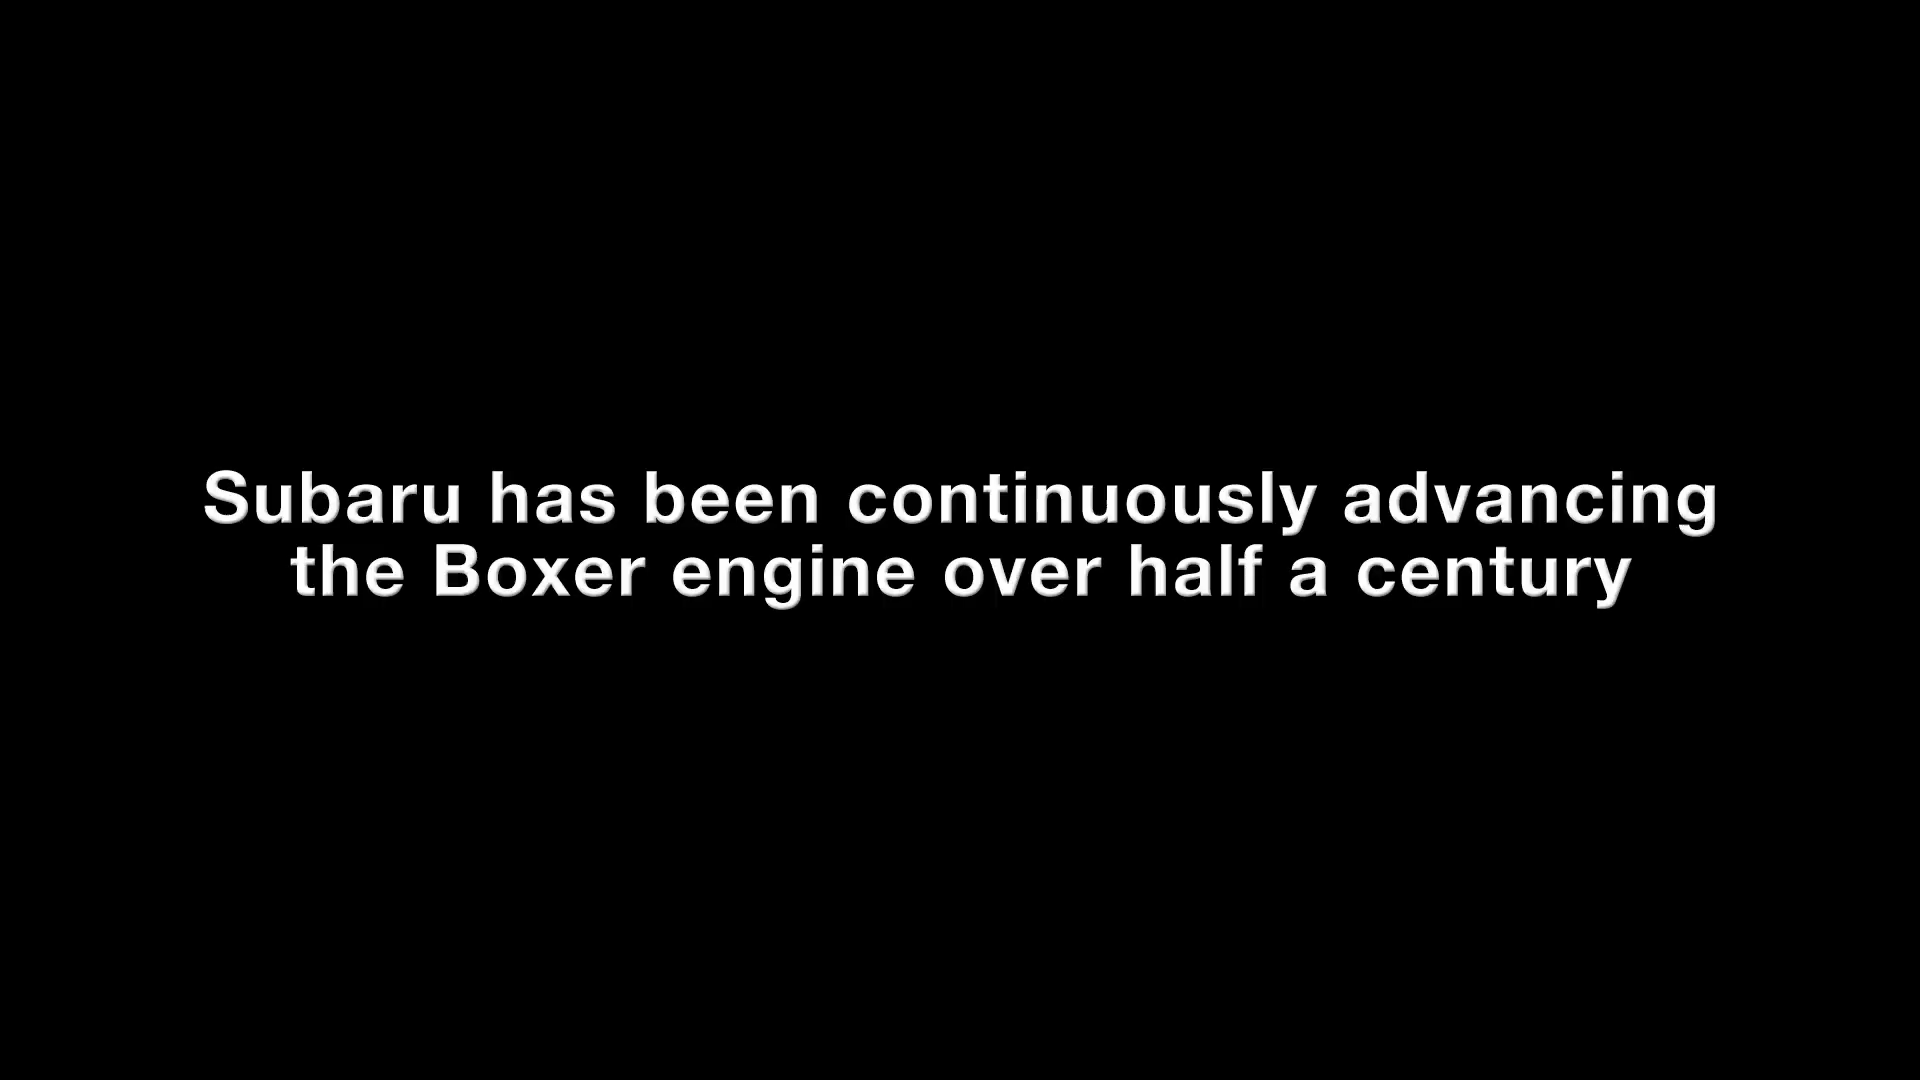 Subaru has been continuously advancing
the Boxer engine over half a century